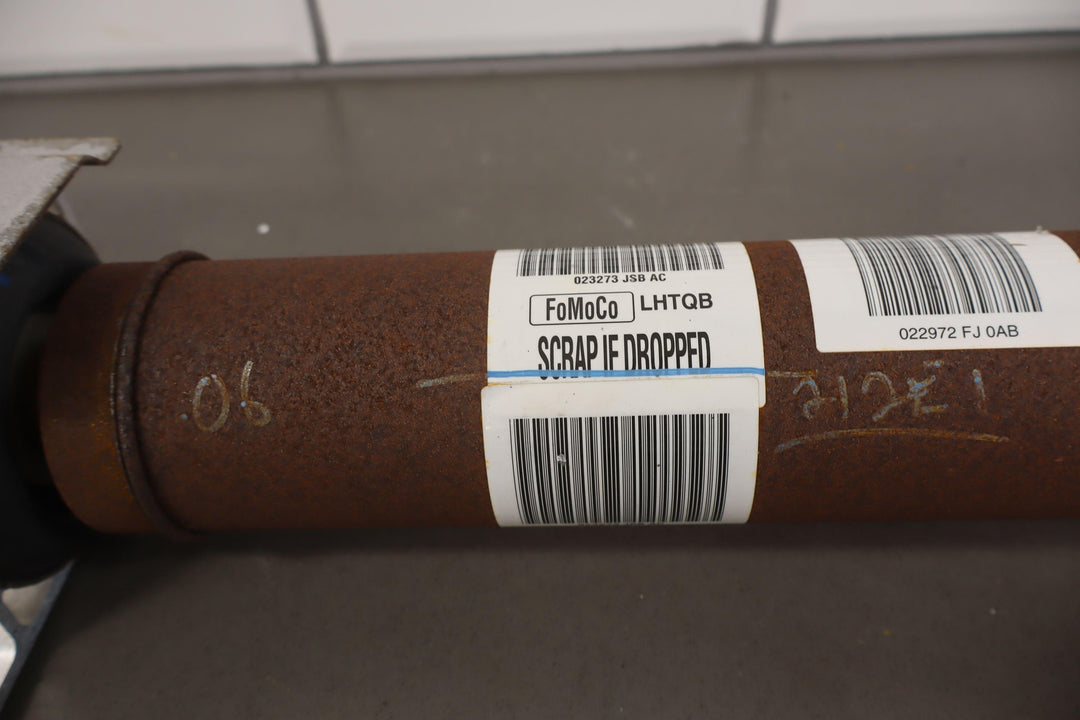 023273 JSB AC
FoMoCo LHTQB
SCRAP IF DROPPED
022972 FJ 0AB
06